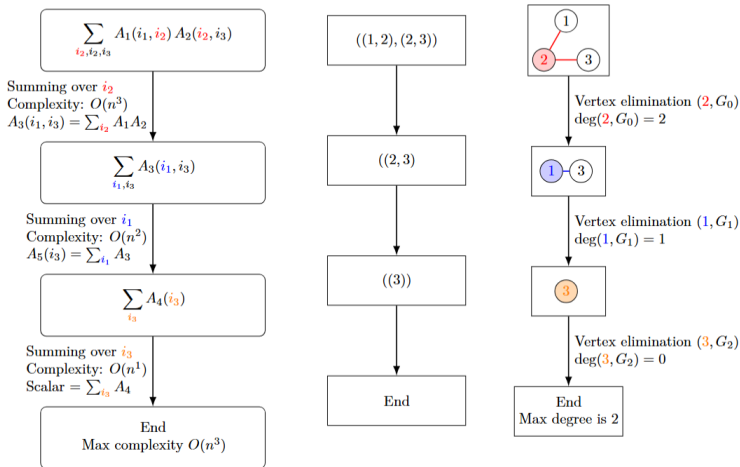 ∑ A₁(i₁, i₂) A₂(i₂, i₃)
i₂,i₂,i₃
Summing over i₂
Complexity: O(n³)
A₃(i₁, i₃) = ∑_{i₂} A₁A₂
∑ A₃(i₁, i₃)
i₁,i₃
Summing over i₁
Complexity: O(n²)
A₅(i₃) = ∑_{i₁} A₃
∑ A₄(i₃)
i₃
Summing over i₃
Complexity: O(n¹)
Scalar = ∑_{i₃} A₄
End
Max complexity O(n³)
((1, 2), (2, 3))
((2, 3)
((3))
End
1
2 3
Vertex elimination (2, G₀)
deg(2, G₀) = 2
1 3
Vertex elimination (1, G₁)
deg(1, G₁) = 1
3
Vertex elimination (3, G₂)
deg(3, G₂) = 0
End
Max degree is 2